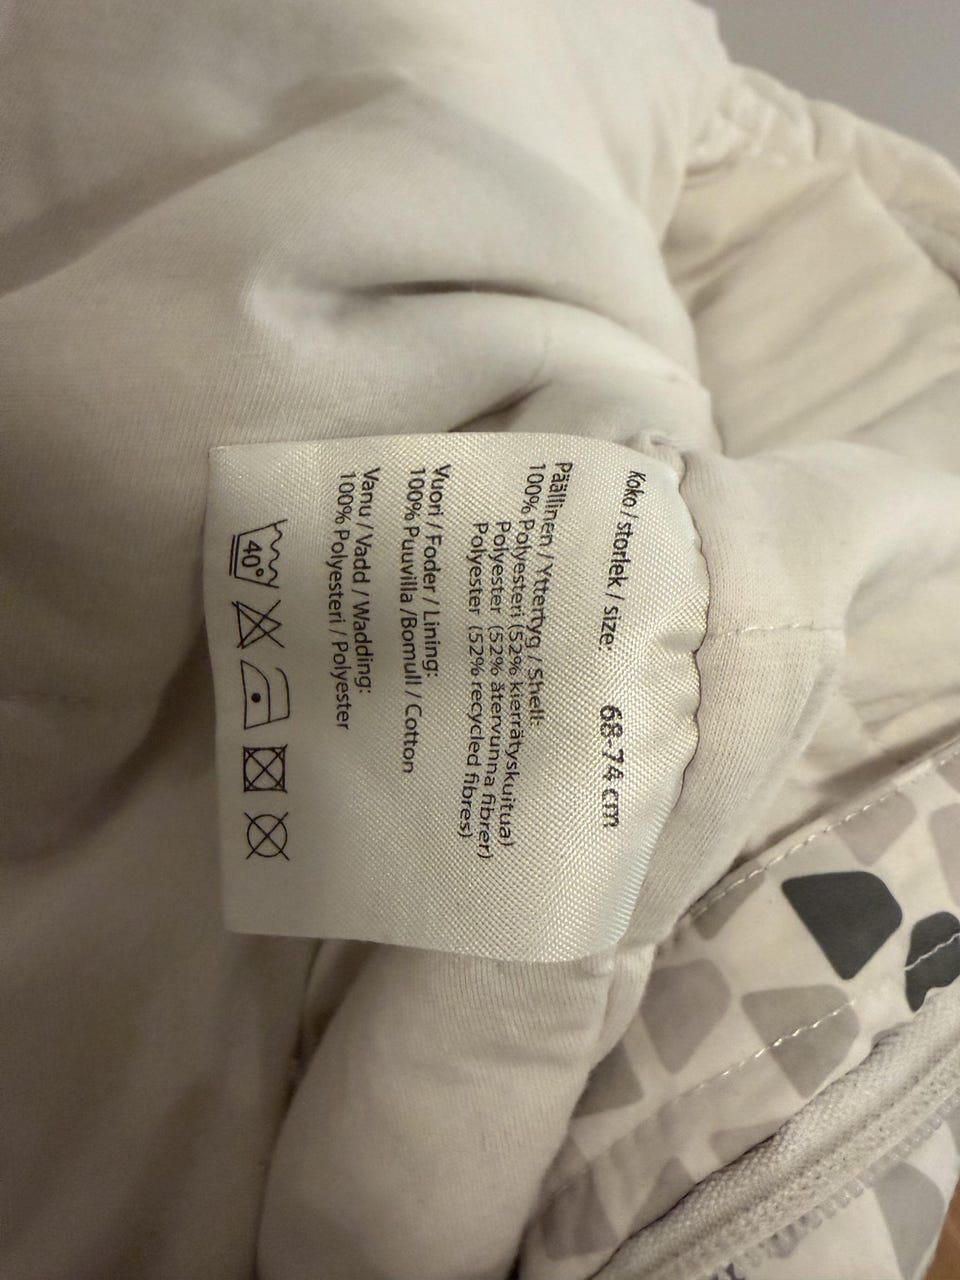 Koko / storlek / size: 68-74 cm
Päällinen / Yttertyg / Shell:
100% Polyesteri (52% kierrätyskuitua)
Polyester (52% återvunna fibrer)
Polyester (52% recycled fibres)
Vuori / Foder / Lining:
100% Puuvilla /Bomull / Cotton
Vanu / Vadd / Wadding:
100% Polyesteri / Polyester
40°